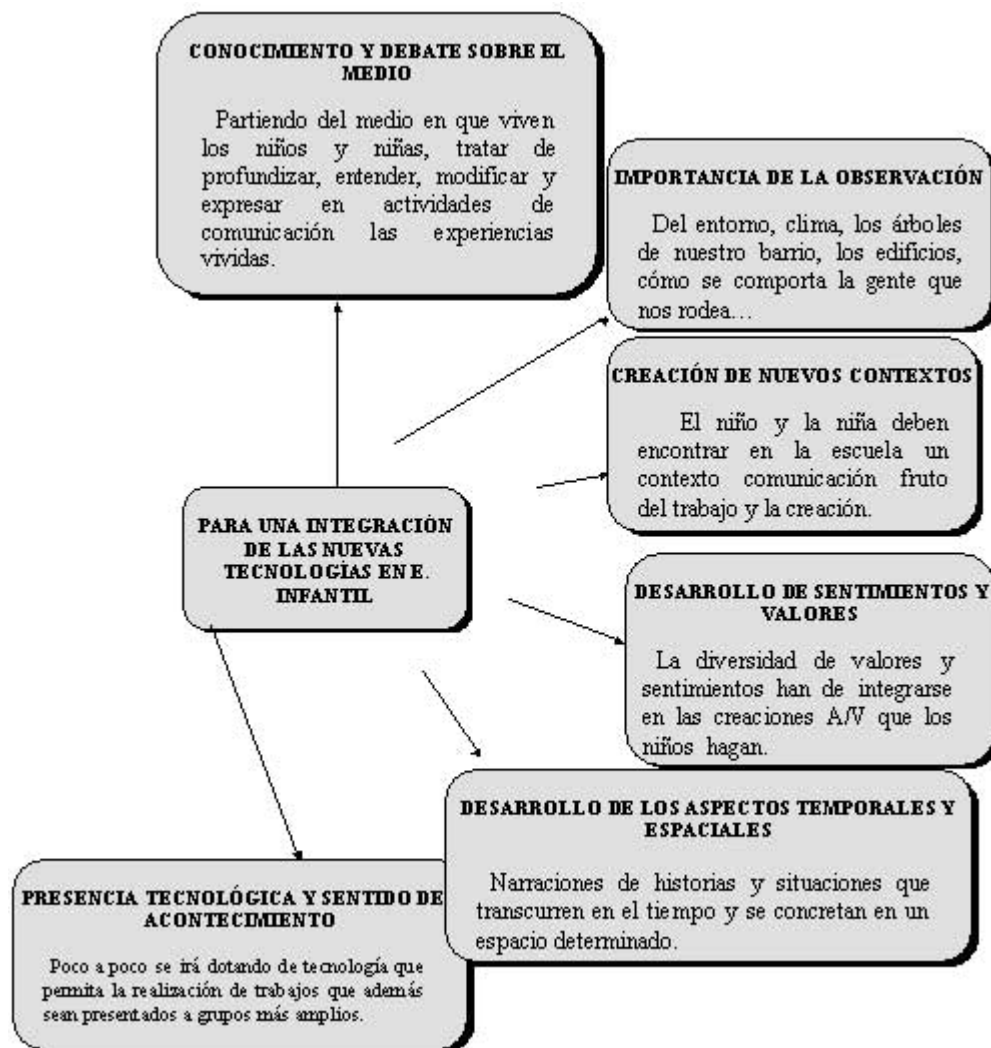 CONOCIMIENTO Y DEBATE SOBRE EL
MEDIO
Partiendo del medio en que viven
los niños y niñas, tratar de
profundizar, entender, modificar y
expresar en actividades de
comunicación las experiencias
vividas.
IMPORTANCIA DE LA OBSERVACIÓN
Del entorno, clima, los árboles
de nuestro barrio, los edificios,
cómo se comporta la gente que
nos rodea...
CREACIÓN DE NUEVOS CONTEXTOS
El niño y la niña deben
encontrar en la escuela un
contexto comunicación fruto
del trabajo y la creación.
PARA UNA INTEGRACIÓN
DE LAS NUEVAS
TECNOLOGÍAS EN E.
INFANTIL
DESARROLLO DE SENTIMIENTOS Y
VALORES
La diversidad de valores y
sentimientos han de integrarse
en las creaciones A/V que los
niños hagan.
DESARROLLO DE LOS ASPECTOS TEMPORALES Y
ESPACIALES
Narraciones de historias y situaciones que
transcurren en el tiempo y se concretan en un
espacio determinado.
PRESENCIA TECNOLÓGICA Y SENTIDO DE
ACONTECIMIENTO
Poco a poco se irá dotando de tecnología que
permita la realización de trabajos que además
sean presentados a grupos más amplios.